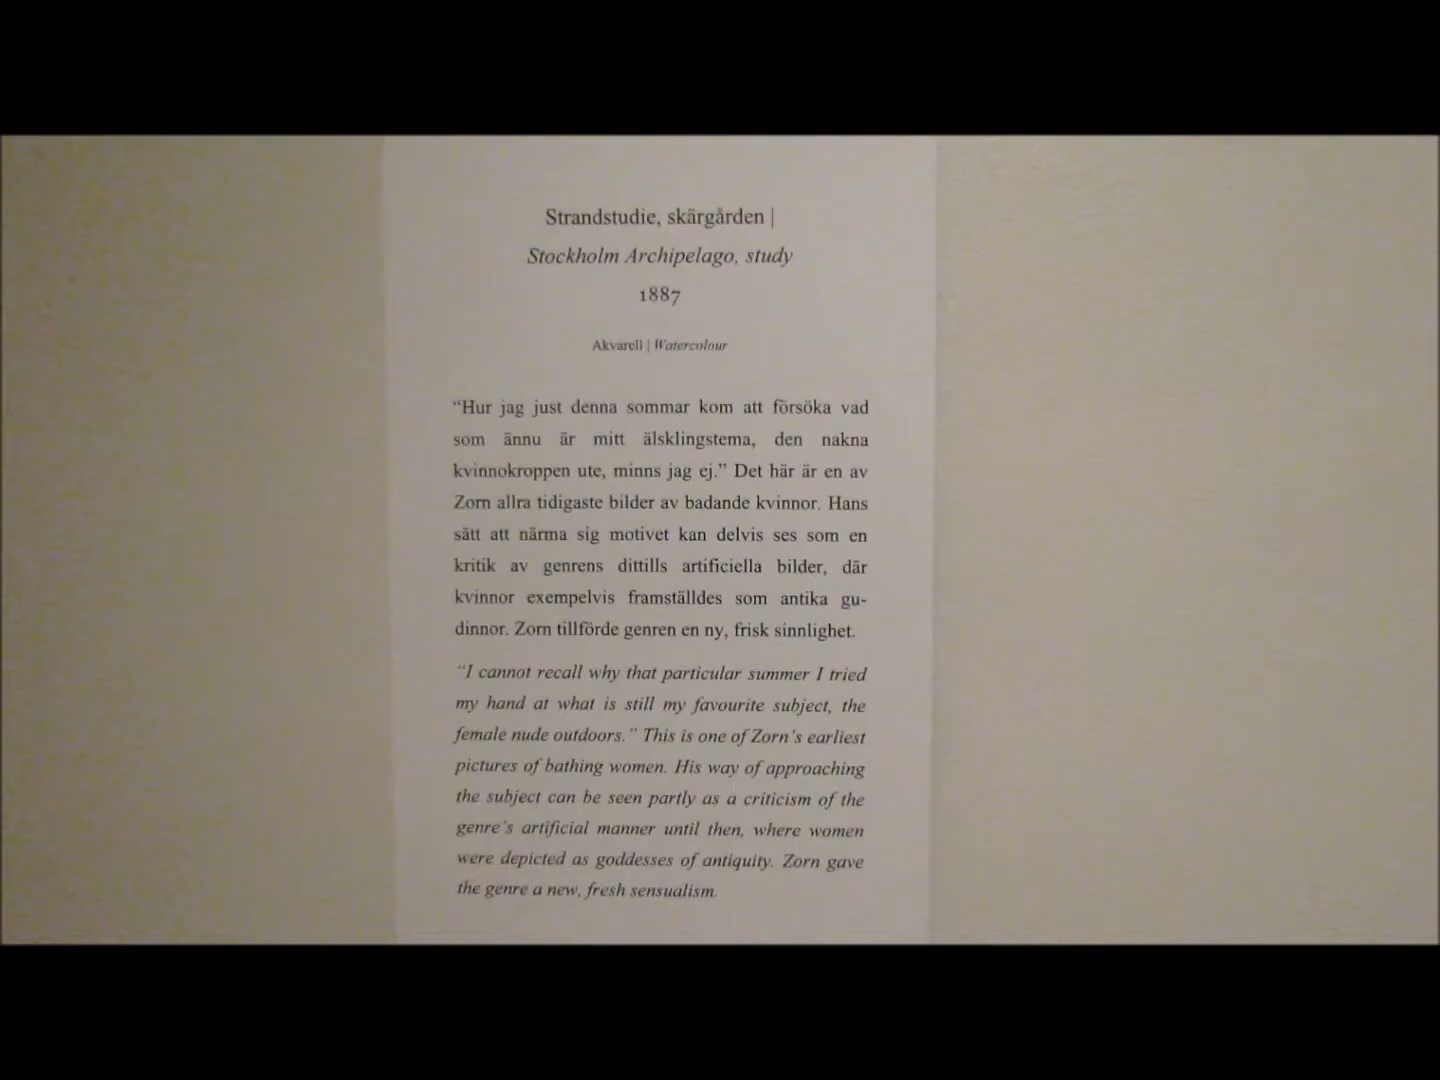 Strandstudie, skärgården |
Stockholm Archipelago, study
1887
Akvarell | Watercolour
“Hur jag just denna sommar kom att försöka vad
som ännu är mitt älsklingstema, den nakna
kvinnokroppen ute, minns jag ej.” Det här är en av
Zorn allra tidigaste bilder av badande kvinnor. Hans
sätt att närma sig motivet kan delvis ses som en
kritik av genrens dittills artificiella bilder, där
kvinnor exempelvis framställdes som antika gu-
dinnor. Zorn tillförde genren en ny, frisk sinnlighet.
“I cannot recall why that particular summer I tried
my hand at what is still my favourite subject, the
female nude outdoors.” This is one of Zorn’s earliest
pictures of bathing women. His way of approaching
the subject can be seen partly as a criticism of the
genre’s artificial manner until then, where women
were depicted as goddesses of antiquity. Zorn gave
the genre a new, fresh sensualism.